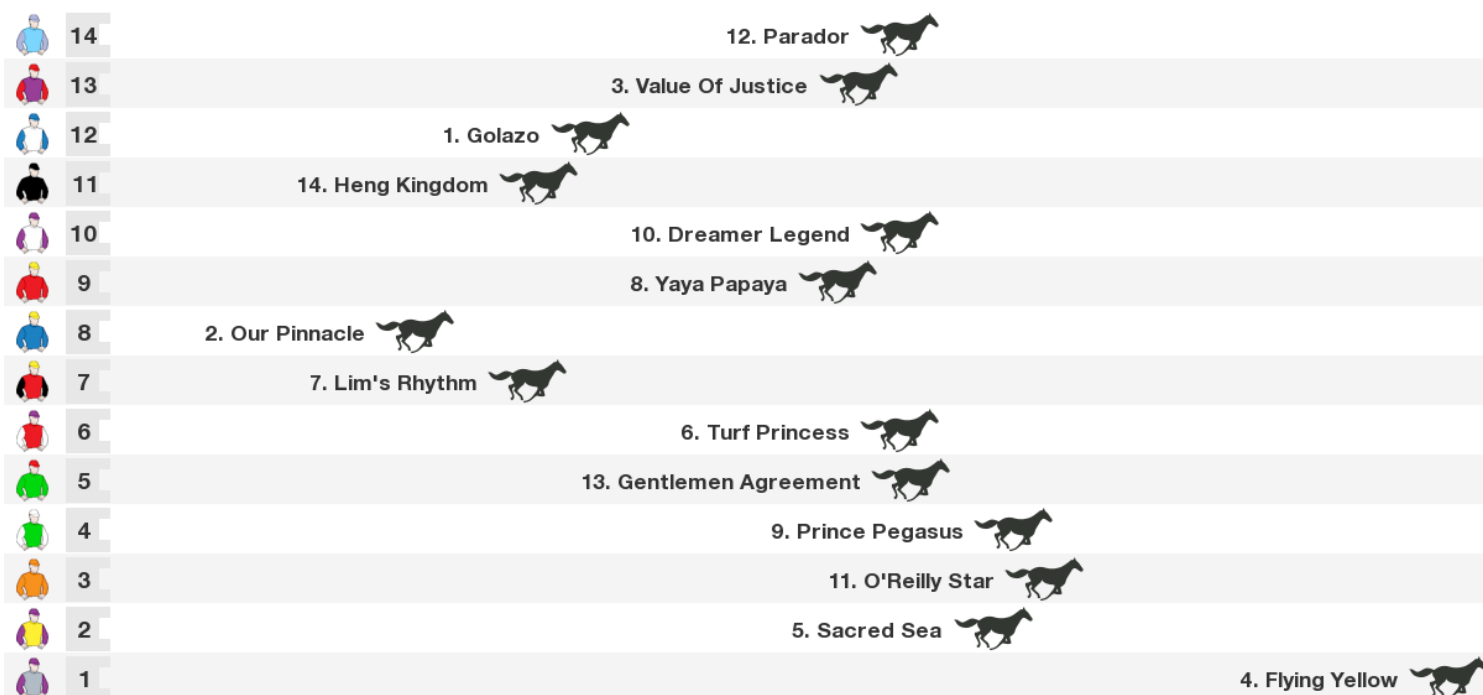 14 12. Parador
13 3. Value Of Justice
12 1. Golazo
11 14. Heng Kingdom
10 10. Dreamer Legend
9 8. Yaya Papaya
8 2. Our Pinnacle
7 7. Lim's Rhythm
6 6. Turf Princess
5 13. Gentlemen Agreement
4 9. Prince Pegasus
3 11. O'Reilly Star
2 5. Sacred Sea
1 4. Flying Yellow